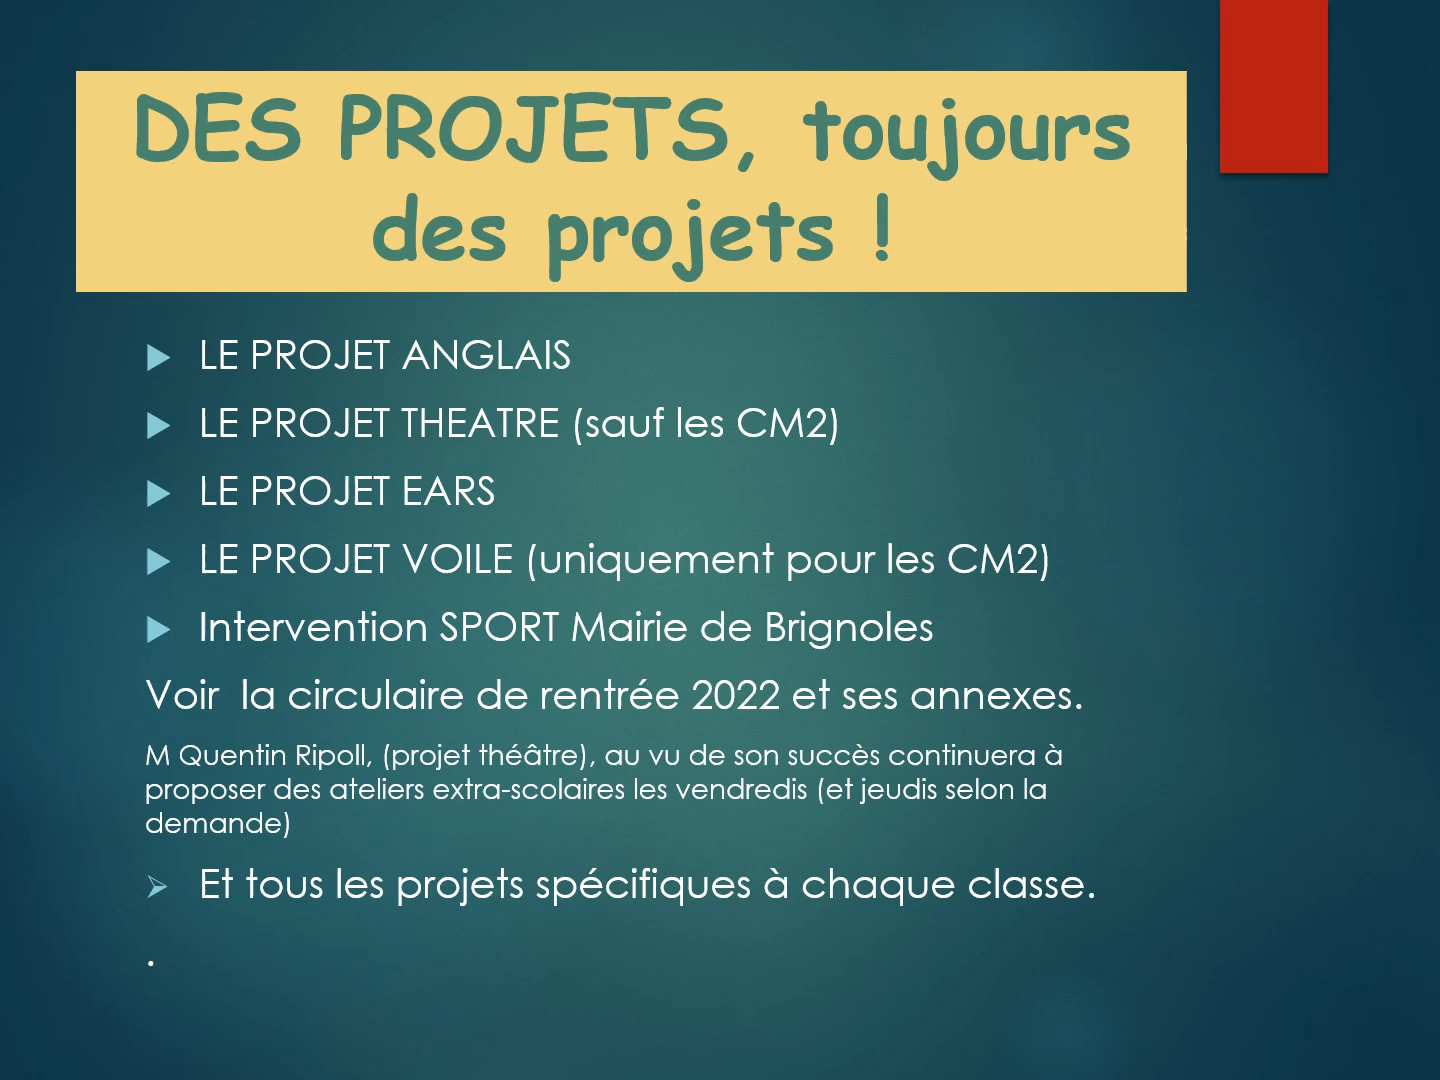 DES PROJETS, toujours
des projets !
LE PROJET ANGLAIS
LE PROJET THEATRE (sauf les CM2)
LE PROJET EARS
LE PROJET VOILE (uniquement pour les CM2)
Intervention SPORT Mairie de Brignoles
Voir  la circulaire de rentrée 2022 et ses annexes.
M Quentin Ripoll, (projet théâtre), au vu de son succès continuera à
proposer des ateliers extra-scolaires les vendredis (et jeudis selon la
demande)
Et tous les projets spécifiques à chaque classe.
.